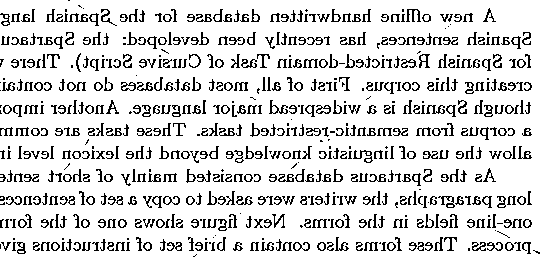 A new offline handwritten database for the Spanish lang
Spanish sentences, has recently been developed: the Spartacu
for Spanish Restricted-domain Task of Cursive Script). There w
creating this corpus. First of all, most databases do not contai
though Spanish is a widespread major language. Another impor
a corpus from semantic-restricted tasks. These tasks are comm
allow the use of linguistic knowledge beyond the lexicon level in
As the Spartacus database consisted mainly of short sente
long paragraphs, the writers were asked to copy a set of sentences
one-line fields in the forms. Next figure shows one of the form
process. These forms also contain a brief set of instructions give